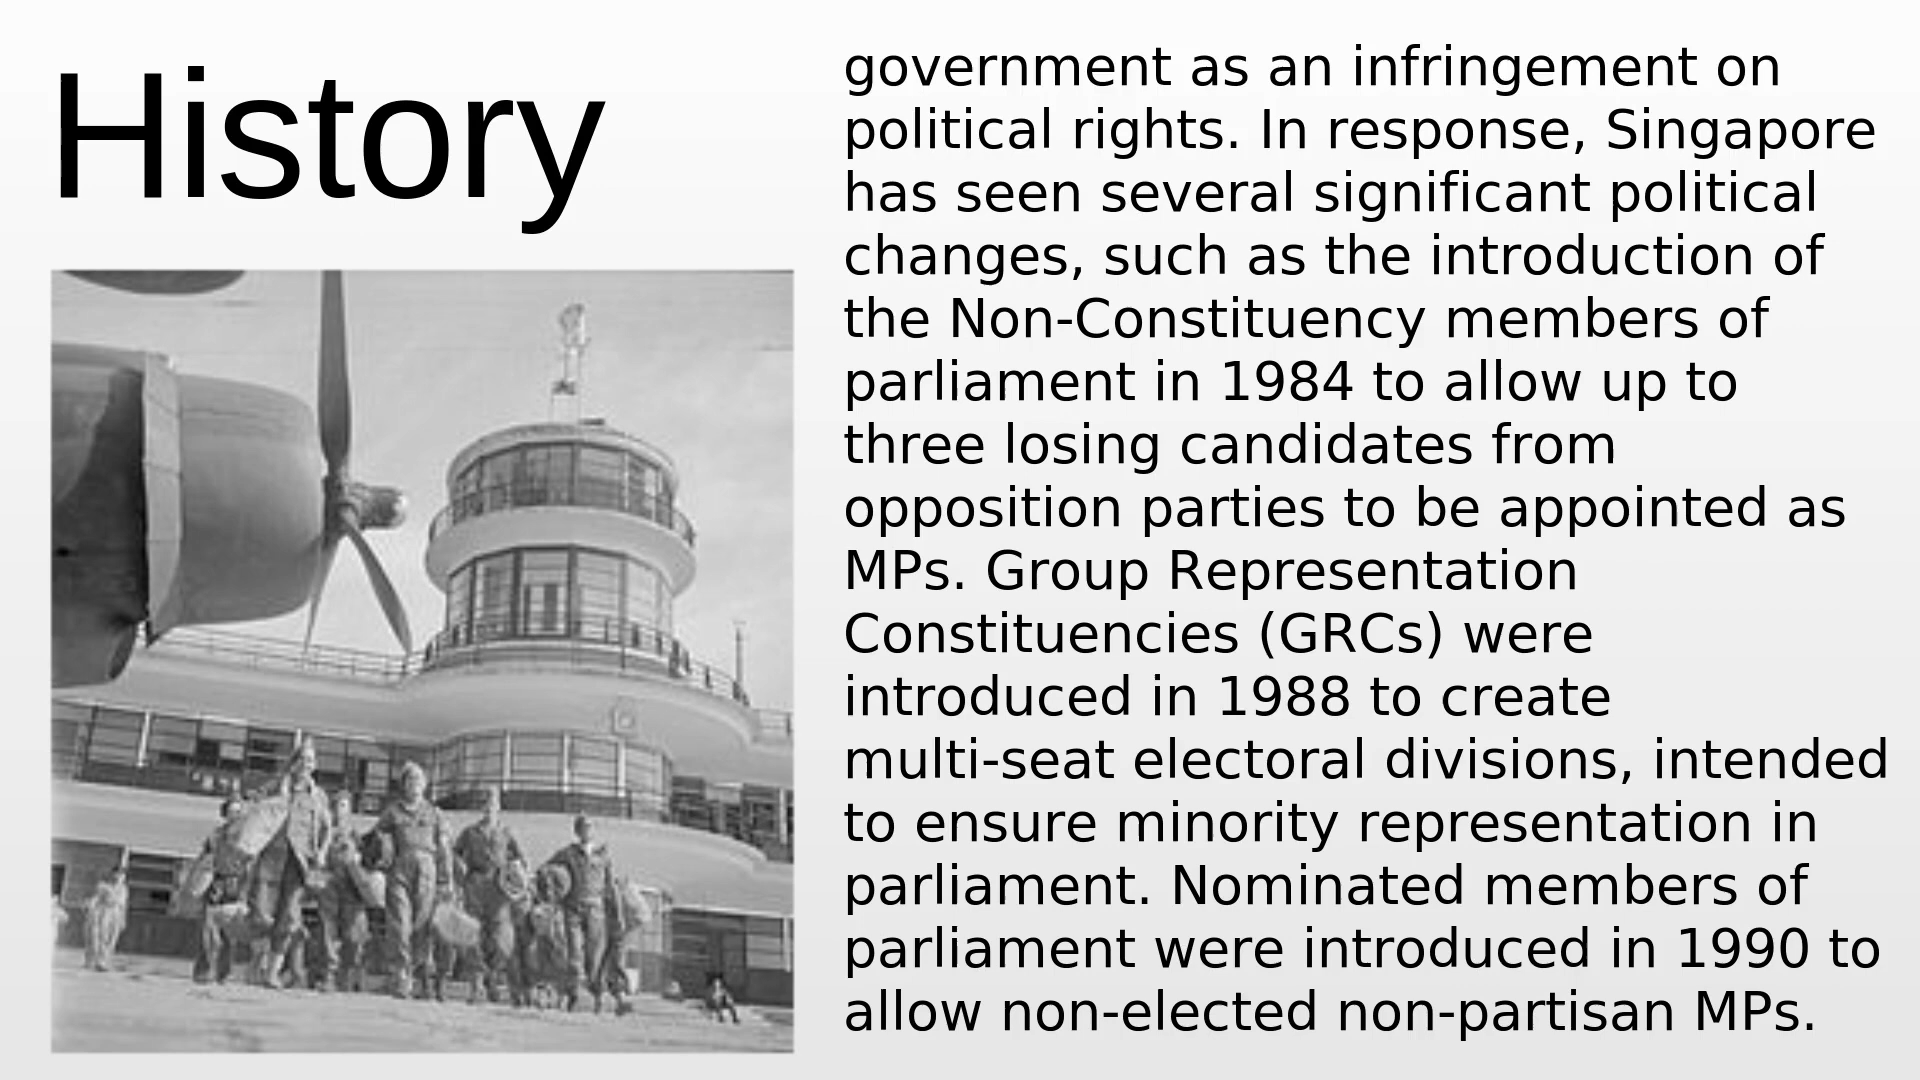 History
government as an infringement on
political rights. In response, Singapore
has seen several significant political
changes, such as the introduction of
the Non-Constituency members of
parliament in 1984 to allow up to
three losing candidates from
opposition parties to be appointed as
MPs. Group Representation
Constituencies (GRCs) were
introduced in 1988 to create
multi-seat electoral divisions, intended
to ensure minority representation in
parliament. Nominated members of
parliament were introduced in 1990 to
allow non-elected non-partisan MPs.